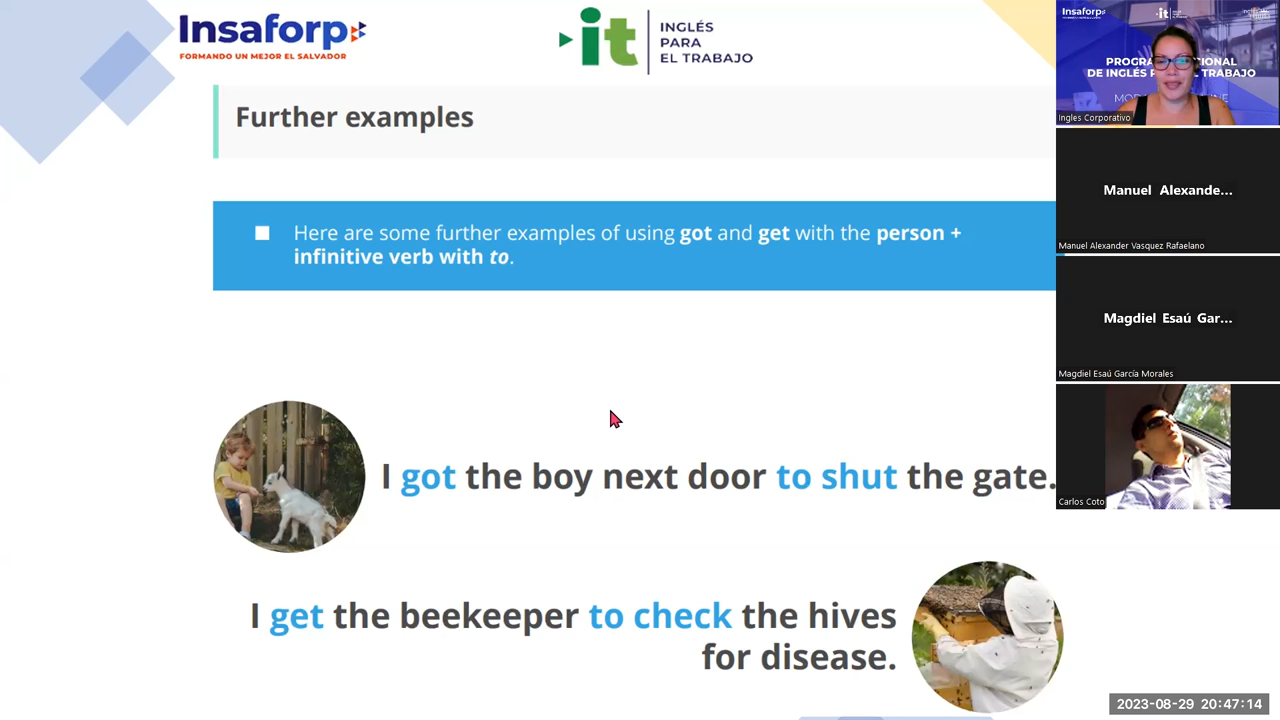 Insaforp
FORMANDO UN MEJOR EL SALVADOR
it
INGLÉS
PARA
EL TRABAJO
Further examples
Here are some further examples of using got and get with the person +
infinitive verb with to.
I got the boy next door to shut the gate.
I get the beekeeper to check the hives
for disease.
Insaforp
it
Ingles Corporativo
Manuel Alexande...
Manuel Alexander Vasquez Rafaelano
Magdiel Esaú Gar...
Magdiel Esaú García Morales
Carlos Coto
2023-08-29 20:47:14